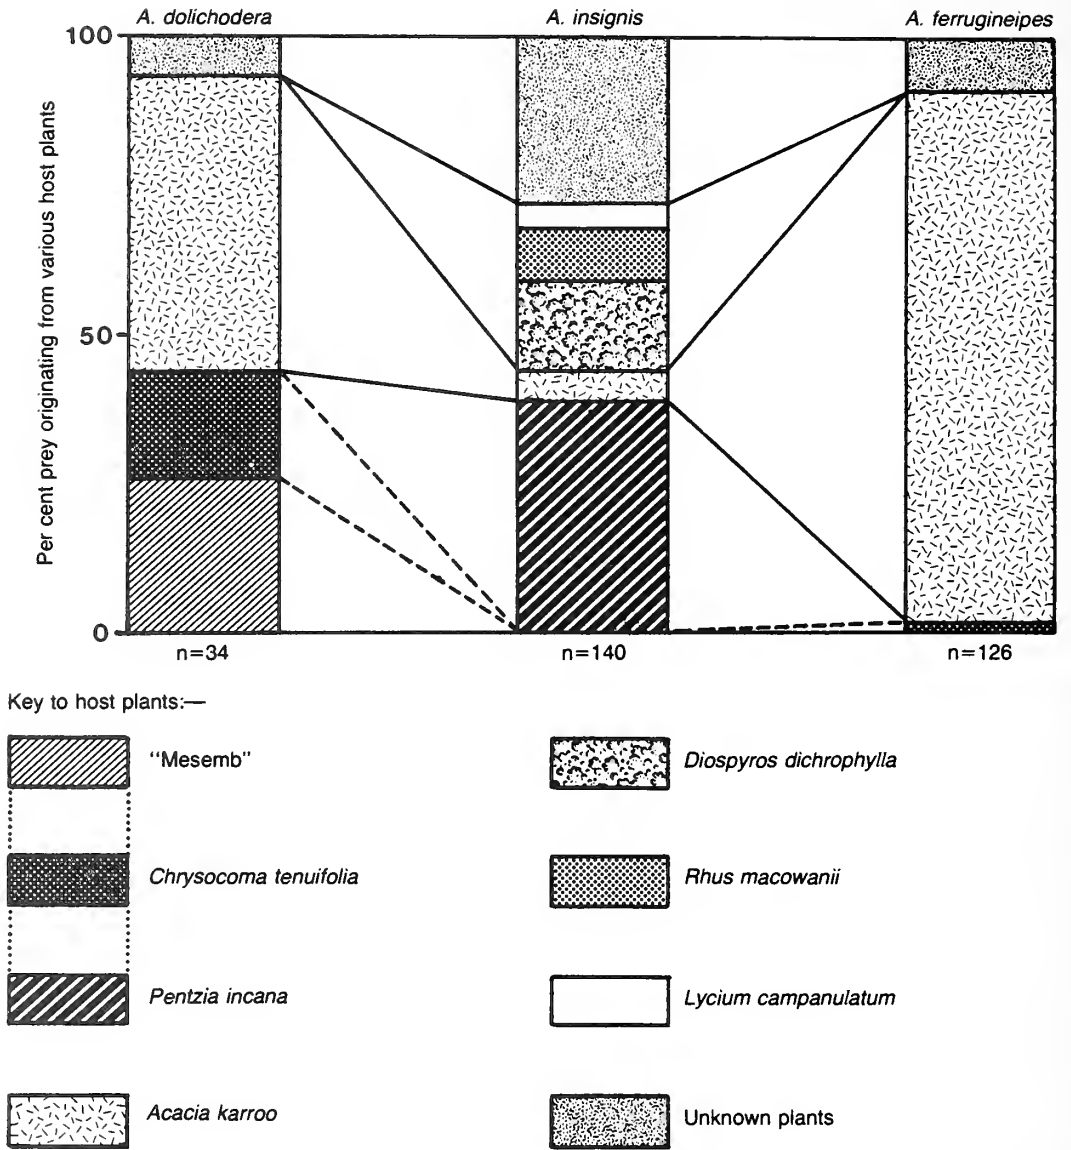 A. dolichodera
A. insignis
A. ferrugineipes
Per cent prey originating from various host plants
100
50
0
n=34
n=140
n=126
Key to host plants:—
“Mesemb”
Diospyros dichrophylla
Chrysocoma tenuifolia
Rhus macowanii
Pentzia incana
Lycium campanulatum
Acacia karroo
Unknown plants